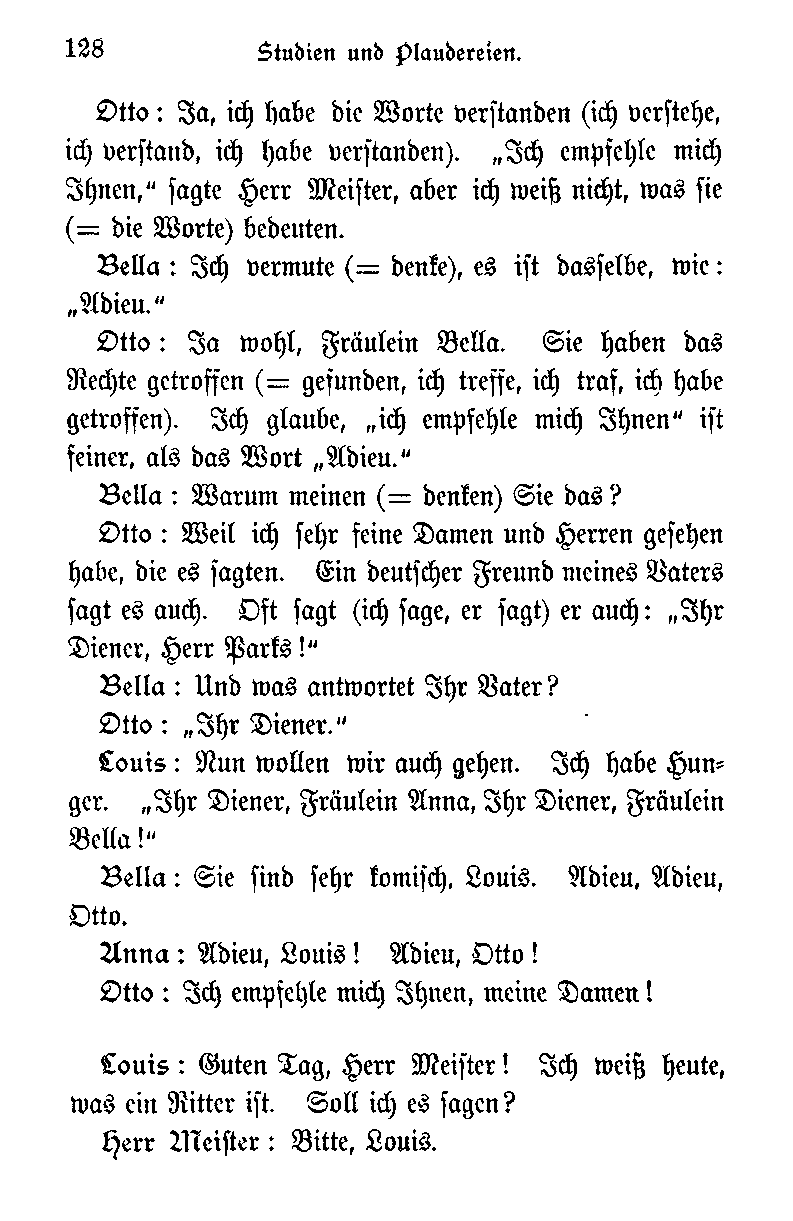 128 Studien und Plaudereien.
Otto: Ja, ich habe die Worte verstanden (ich verstehe,
ich verstand, ich habe verstanden). „Ich empfehle mich
Ihnen,“ sagte Herr Meister, aber ich weiß nicht, was sie
(= die Worte) bedeuten.
Bella: Ich vermute (= denke), es ist dasselbe, wie:
„Adieu.“
Otto: Ja wohl, Fräulein Bella. Sie haben das
Rechte getroffen (= gefunden, ich treffe, ich traf, ich habe
getroffen). Ich glaube, „ich empfehle mich Ihnen“ ist
feiner, als das Wort „Adieu.“
Bella: Warum meinen (= denken) Sie das?
Otto: Weil ich sehr feine Damen und Herren gesehen
habe, die es sagten. Ein deutscher Freund meines Vaters
sagt es auch. Oft sagt (ich sage, er sagt) er auch: „Ihr
Diener, Herr Parks!“
Bella: Und was antwortet Ihr Vater?
Otto: „Ihr Diener.“
Louis: Nun wollen wir auch gehen. Ich habe Hun-
ger. „Ihr Diener, Fräulein Anna, Ihr Diener, Fräulein
Bella!“
Bella: Sie sind sehr komisch, Louis. Adieu, Adieu,
Otto.
Anna: Adieu, Louis! Adieu, Otto!
Otto: Ich empfehle mich Ihnen, meine Damen!
Louis: Guten Tag, Herr Meister! Ich weiß heute,
was ein Ritter ist. Soll ich es sagen?
Herr Meister: Bitte, Louis.